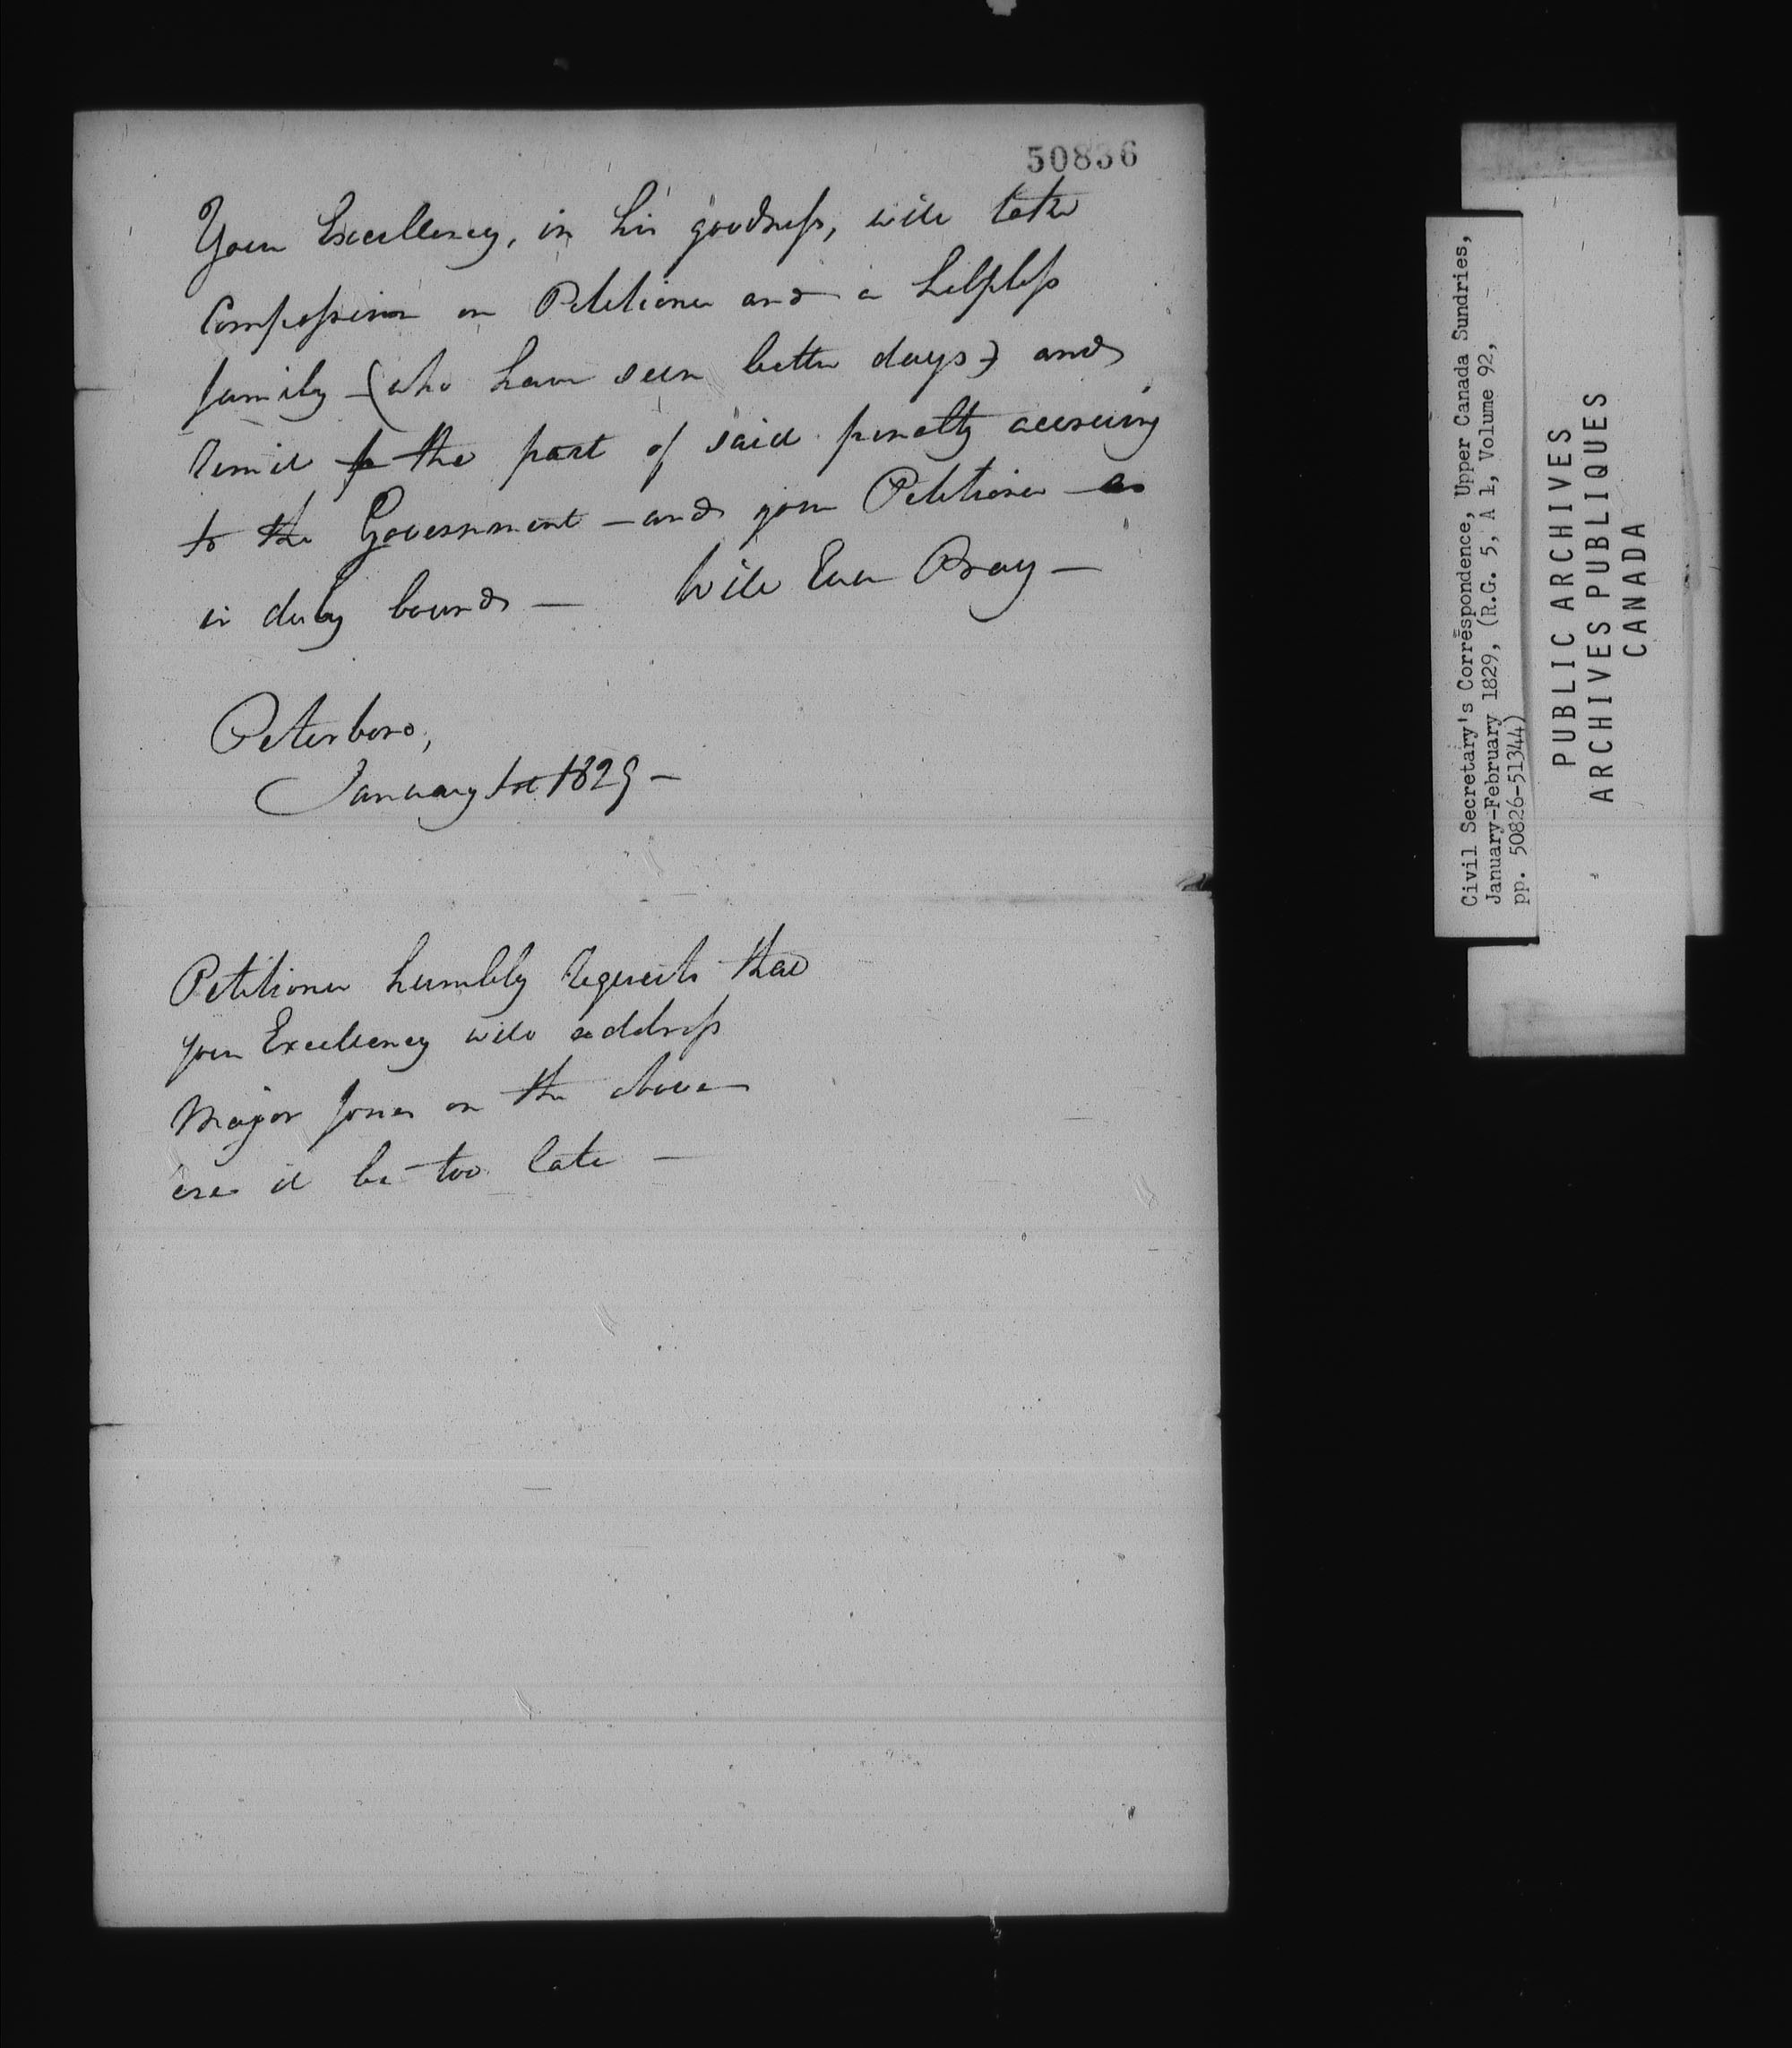 50836
Your Excellency, in his goodness, will take
Compassion on Petitioner and a helpless
family - (who have seen better days) and
remit to the part of said penalty accruing
to the Government - and your Petitioner as
in duty bound - Will Ever Pray -
Peterboro,
January 1st 1829 -
Petitioner humbly requests that
your Excellency will address
Major Jones on the above
ere it be too late -
Civil Secretary's Correspondence, Upper Canada Sundries,
January-February 1829, (R.G. 5, A 1, Volume 92,
pp. 50826-51344)
PUBLIC ARCHIVES
ARCHIVES PUBLIQUES
CANADA